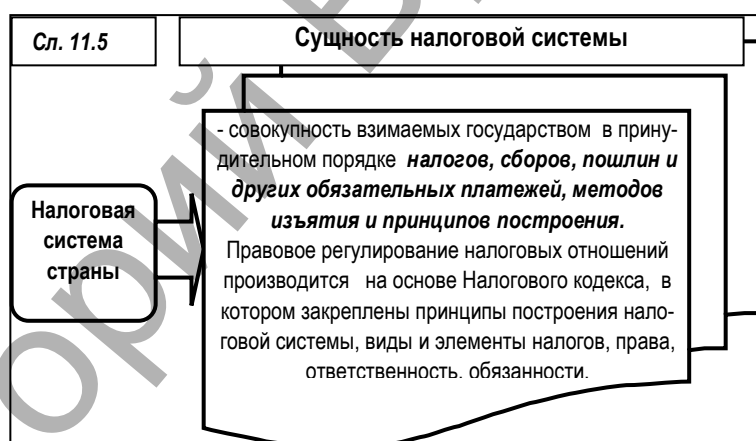 Сл. 11.5
Сущность налоговой системы
Налоговая
система
страны
- совокупность взимаемых государством в прину-
дительном порядке налогов, сборов, пошлин и
других обязательных платежей, методов
изъятия и принципов построения.
Правовое регулирование налоговых отношений
производится на основе Налогового кодекса, в
котором закреплены принципы построения нало-
говой системы, виды и элементы налогов, права,
ответственность, обязанности.